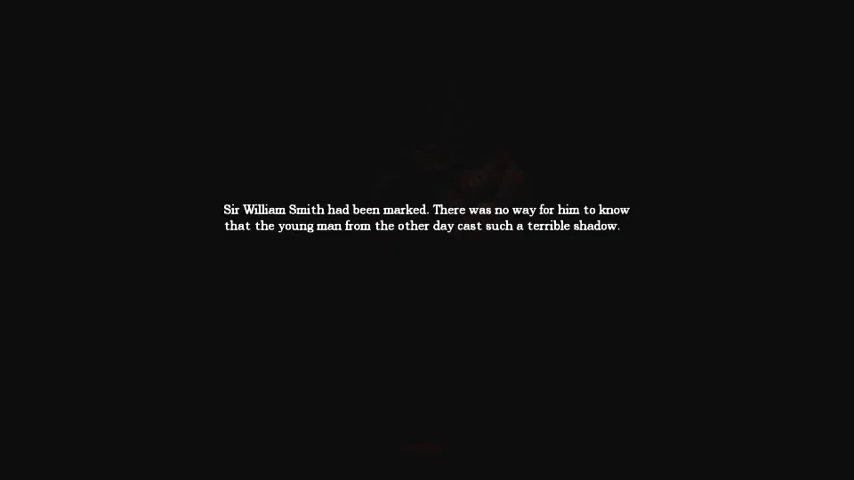 Sir William Smith had been marked. There was no way for him to know
that the young man from the other day cast such a terrible shadow.